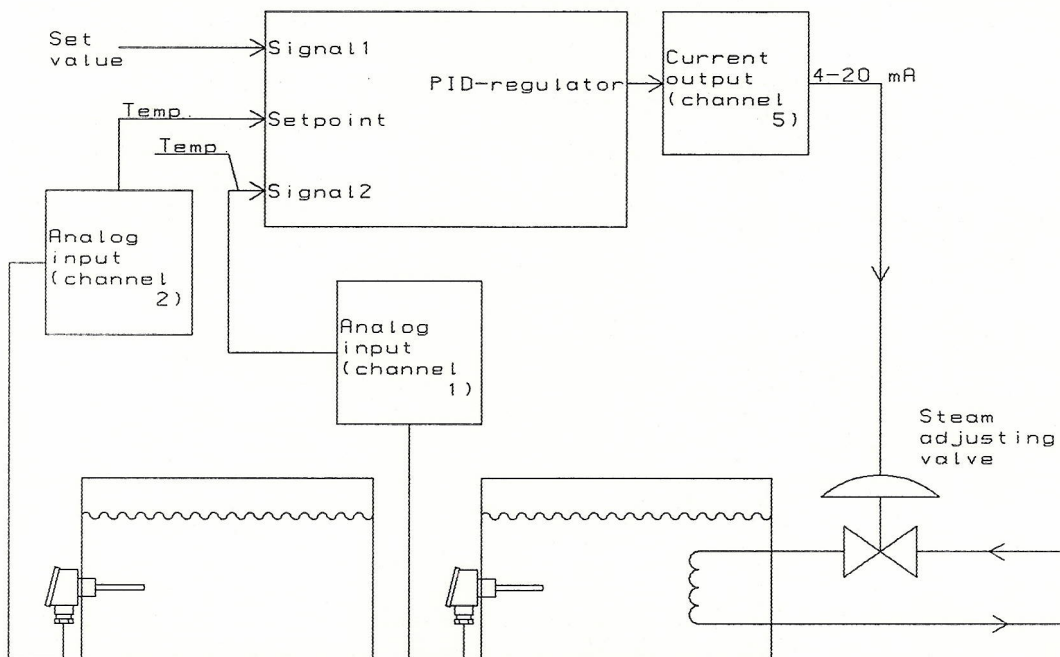 Set
value
Signal1
PID-regulator
Current
output
(channel
5)
4-20 mA
Temp.
Setpoint
Temp.
Signal2
Analog
input
(channel
2)
Analog
input
(channel
1)
Steam
adjusting
valve